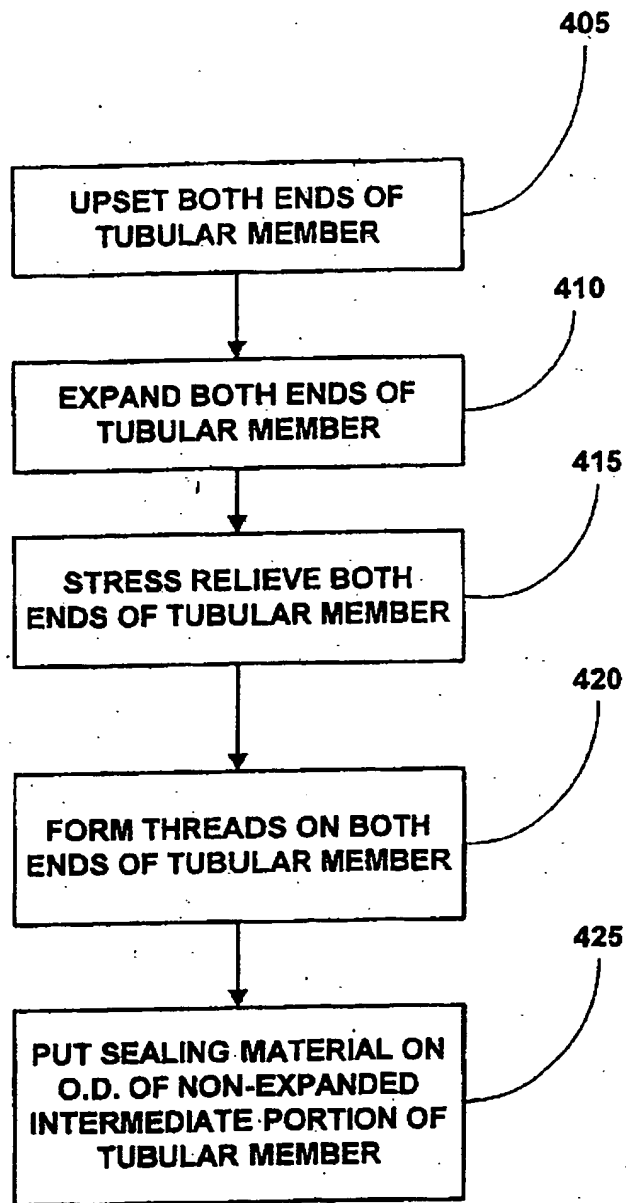 405
UPSET BOTH ENDS OF
TUBULAR MEMBER
410
EXPAND BOTH ENDS OF
TUBULAR MEMBER
415
STRESS RELIEVE BOTH
ENDS OF TUBULAR MEMBER
420
FORM THREADS ON BOTH
ENDS OF TUBULAR MEMBER
425
PUT SEALING MATERIAL ON
O.D. OF NON-EXPANDED
INTERMEDIATE PORTION OF
TUBULAR MEMBER